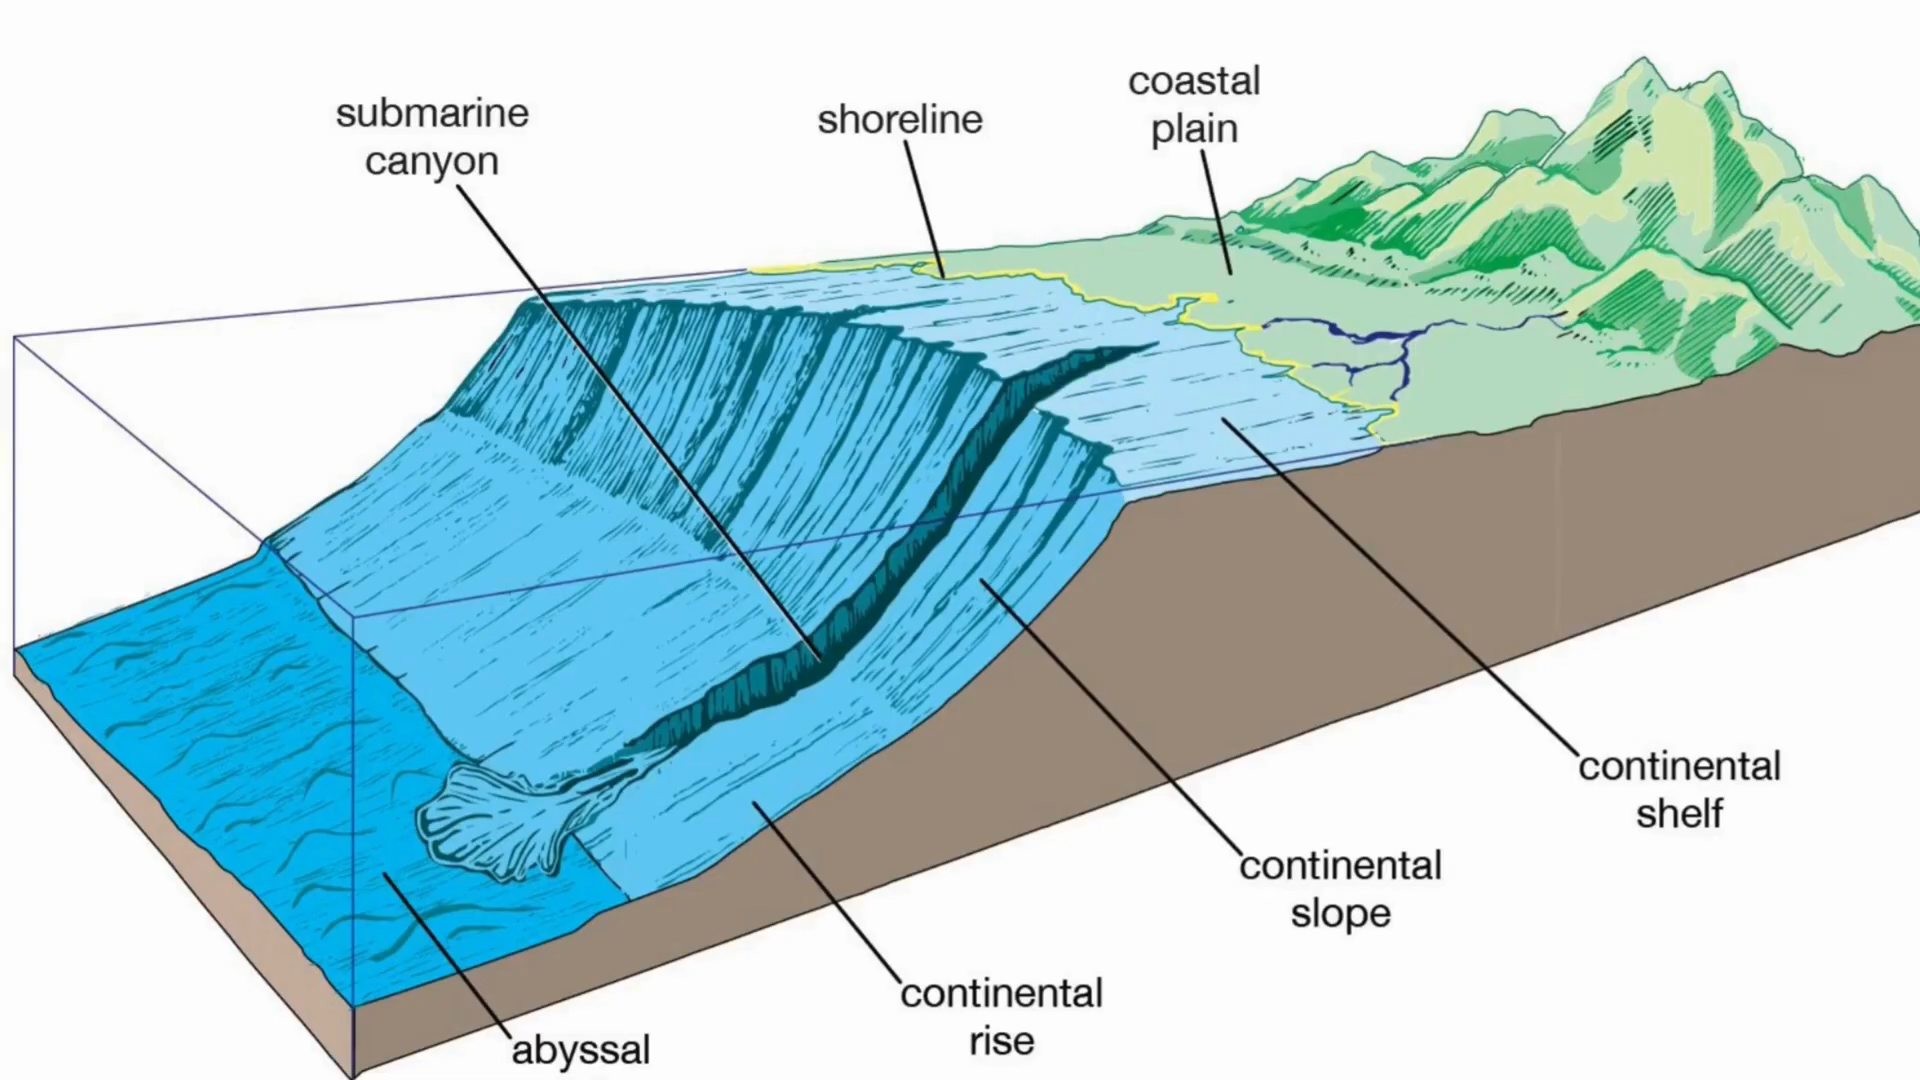 submarine
canyon
shoreline
coastal
plain
continental
shelf
continental
slope
continental
rise
abyssal